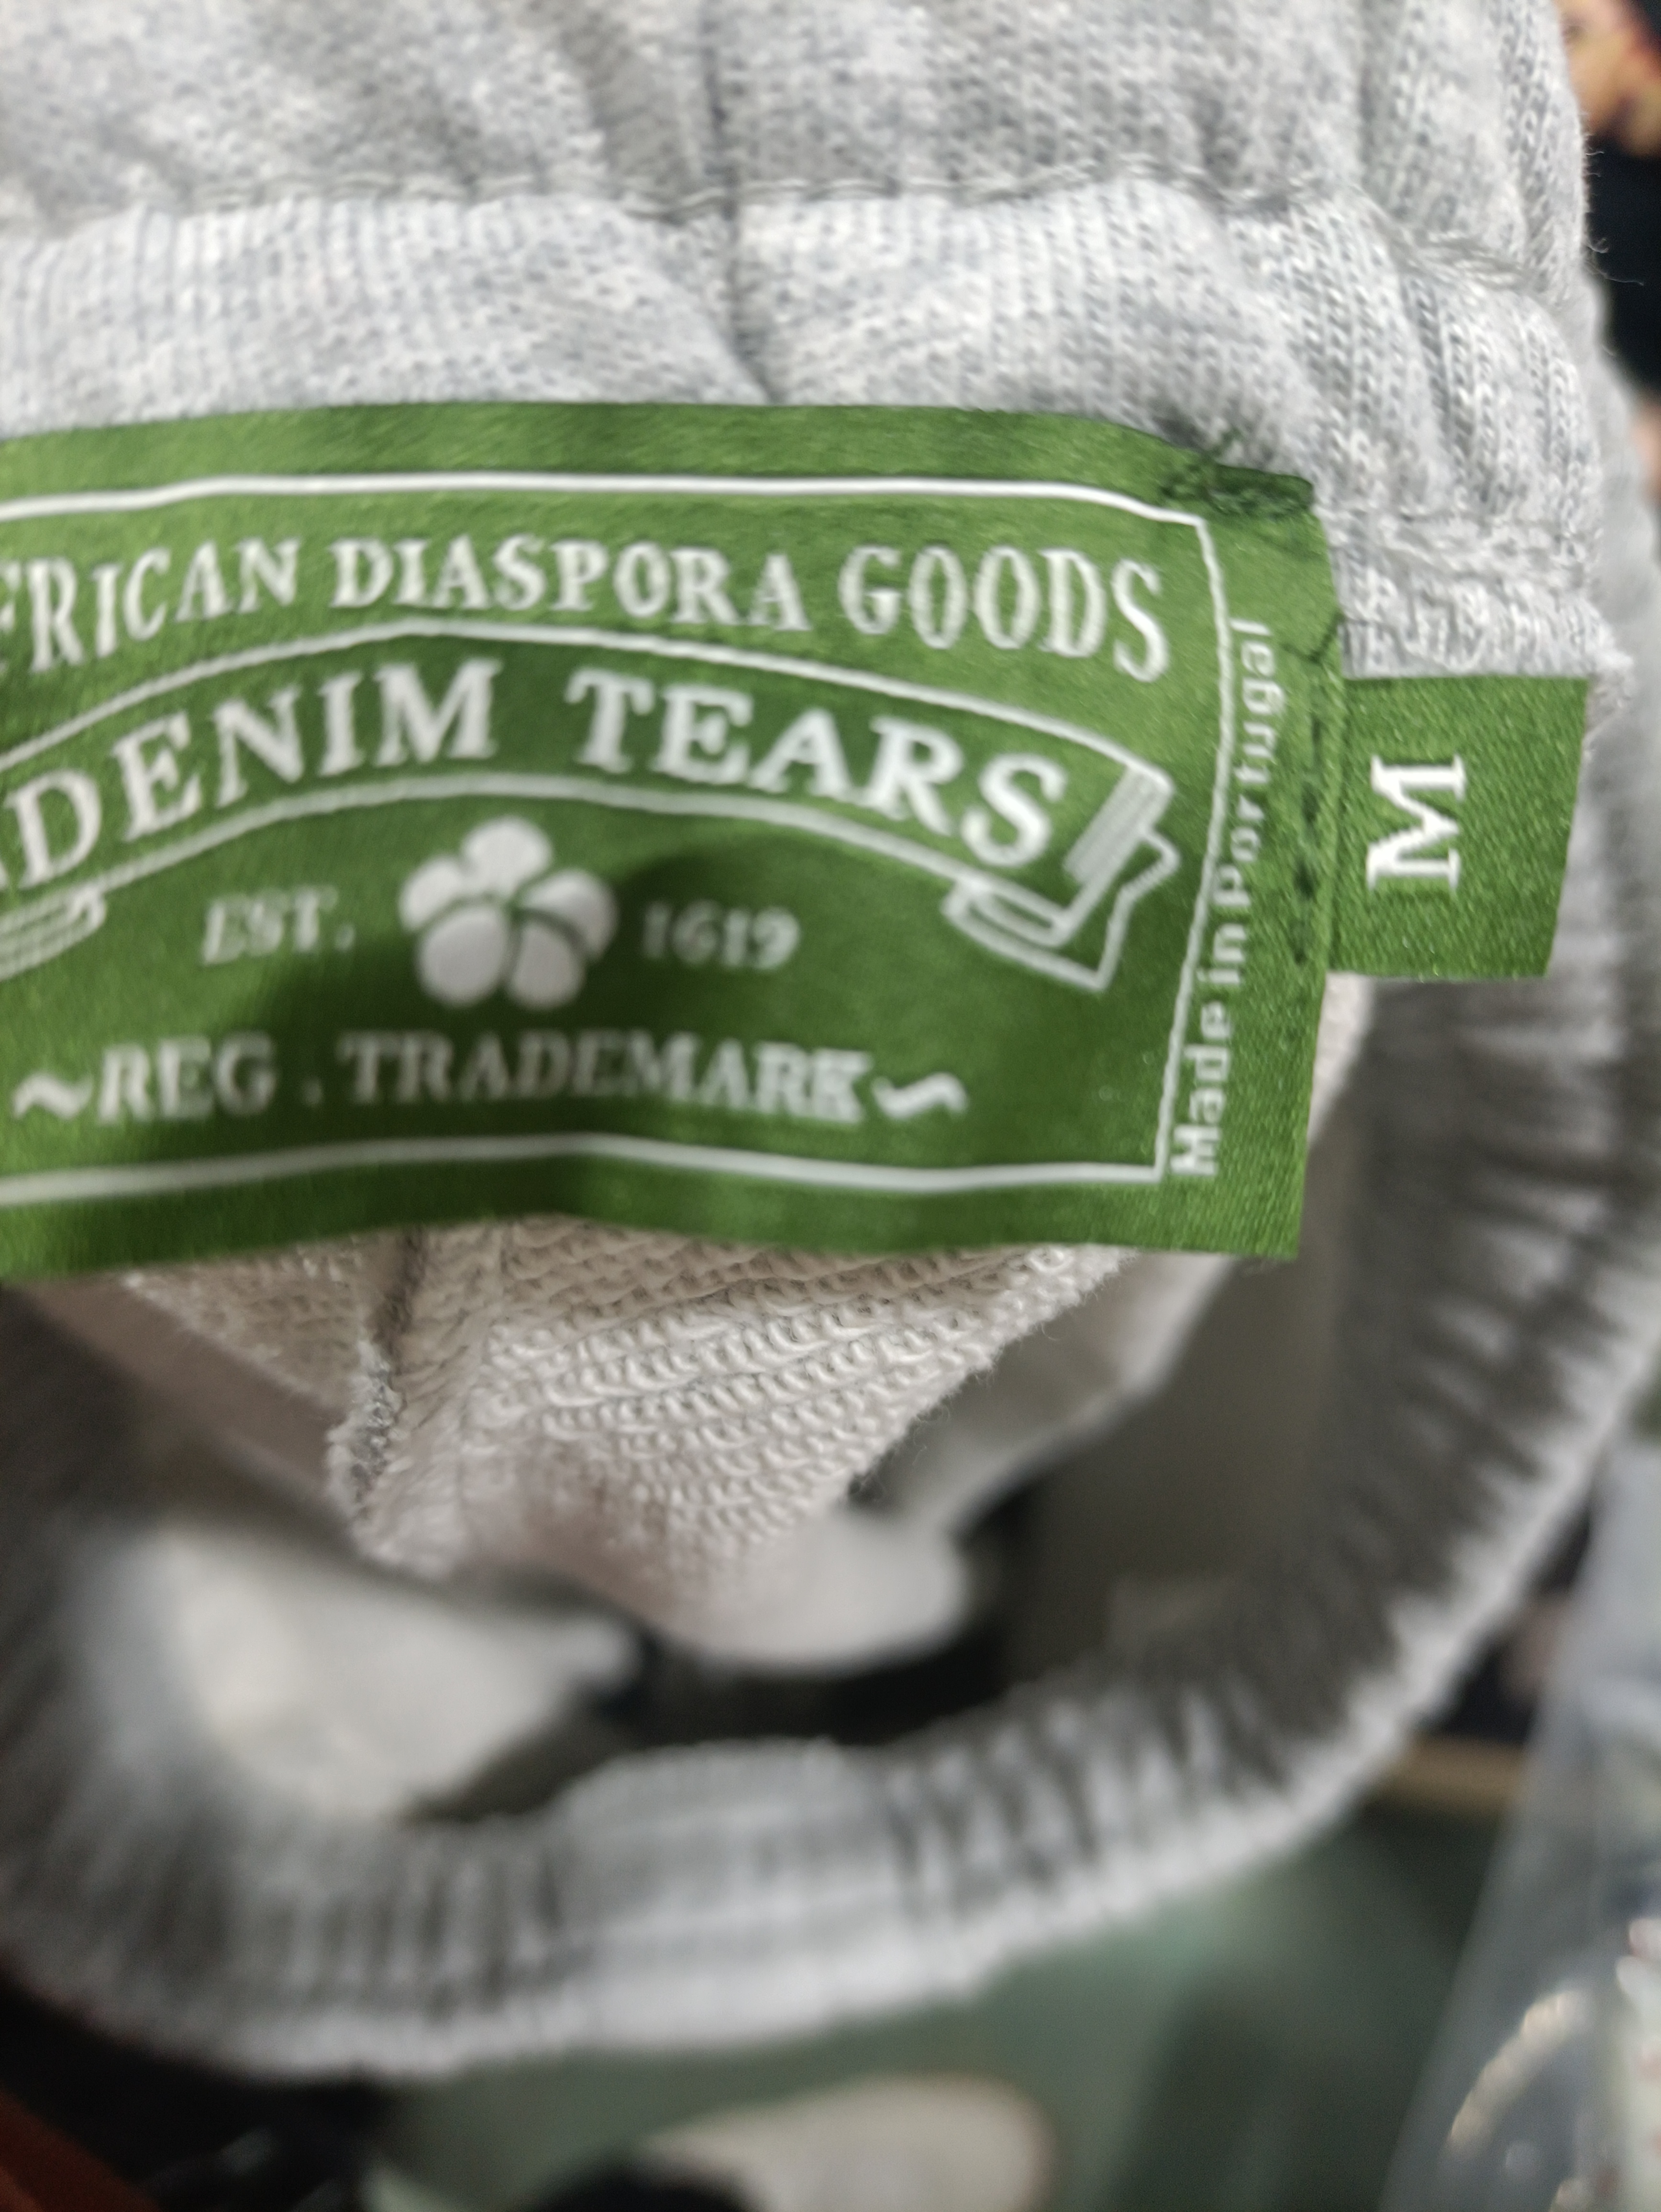 FRICAN DIASPORA GOODS
DENIM TEARS
EST. 1619
~REG . TRADEMARK~
Made in Portugal
M